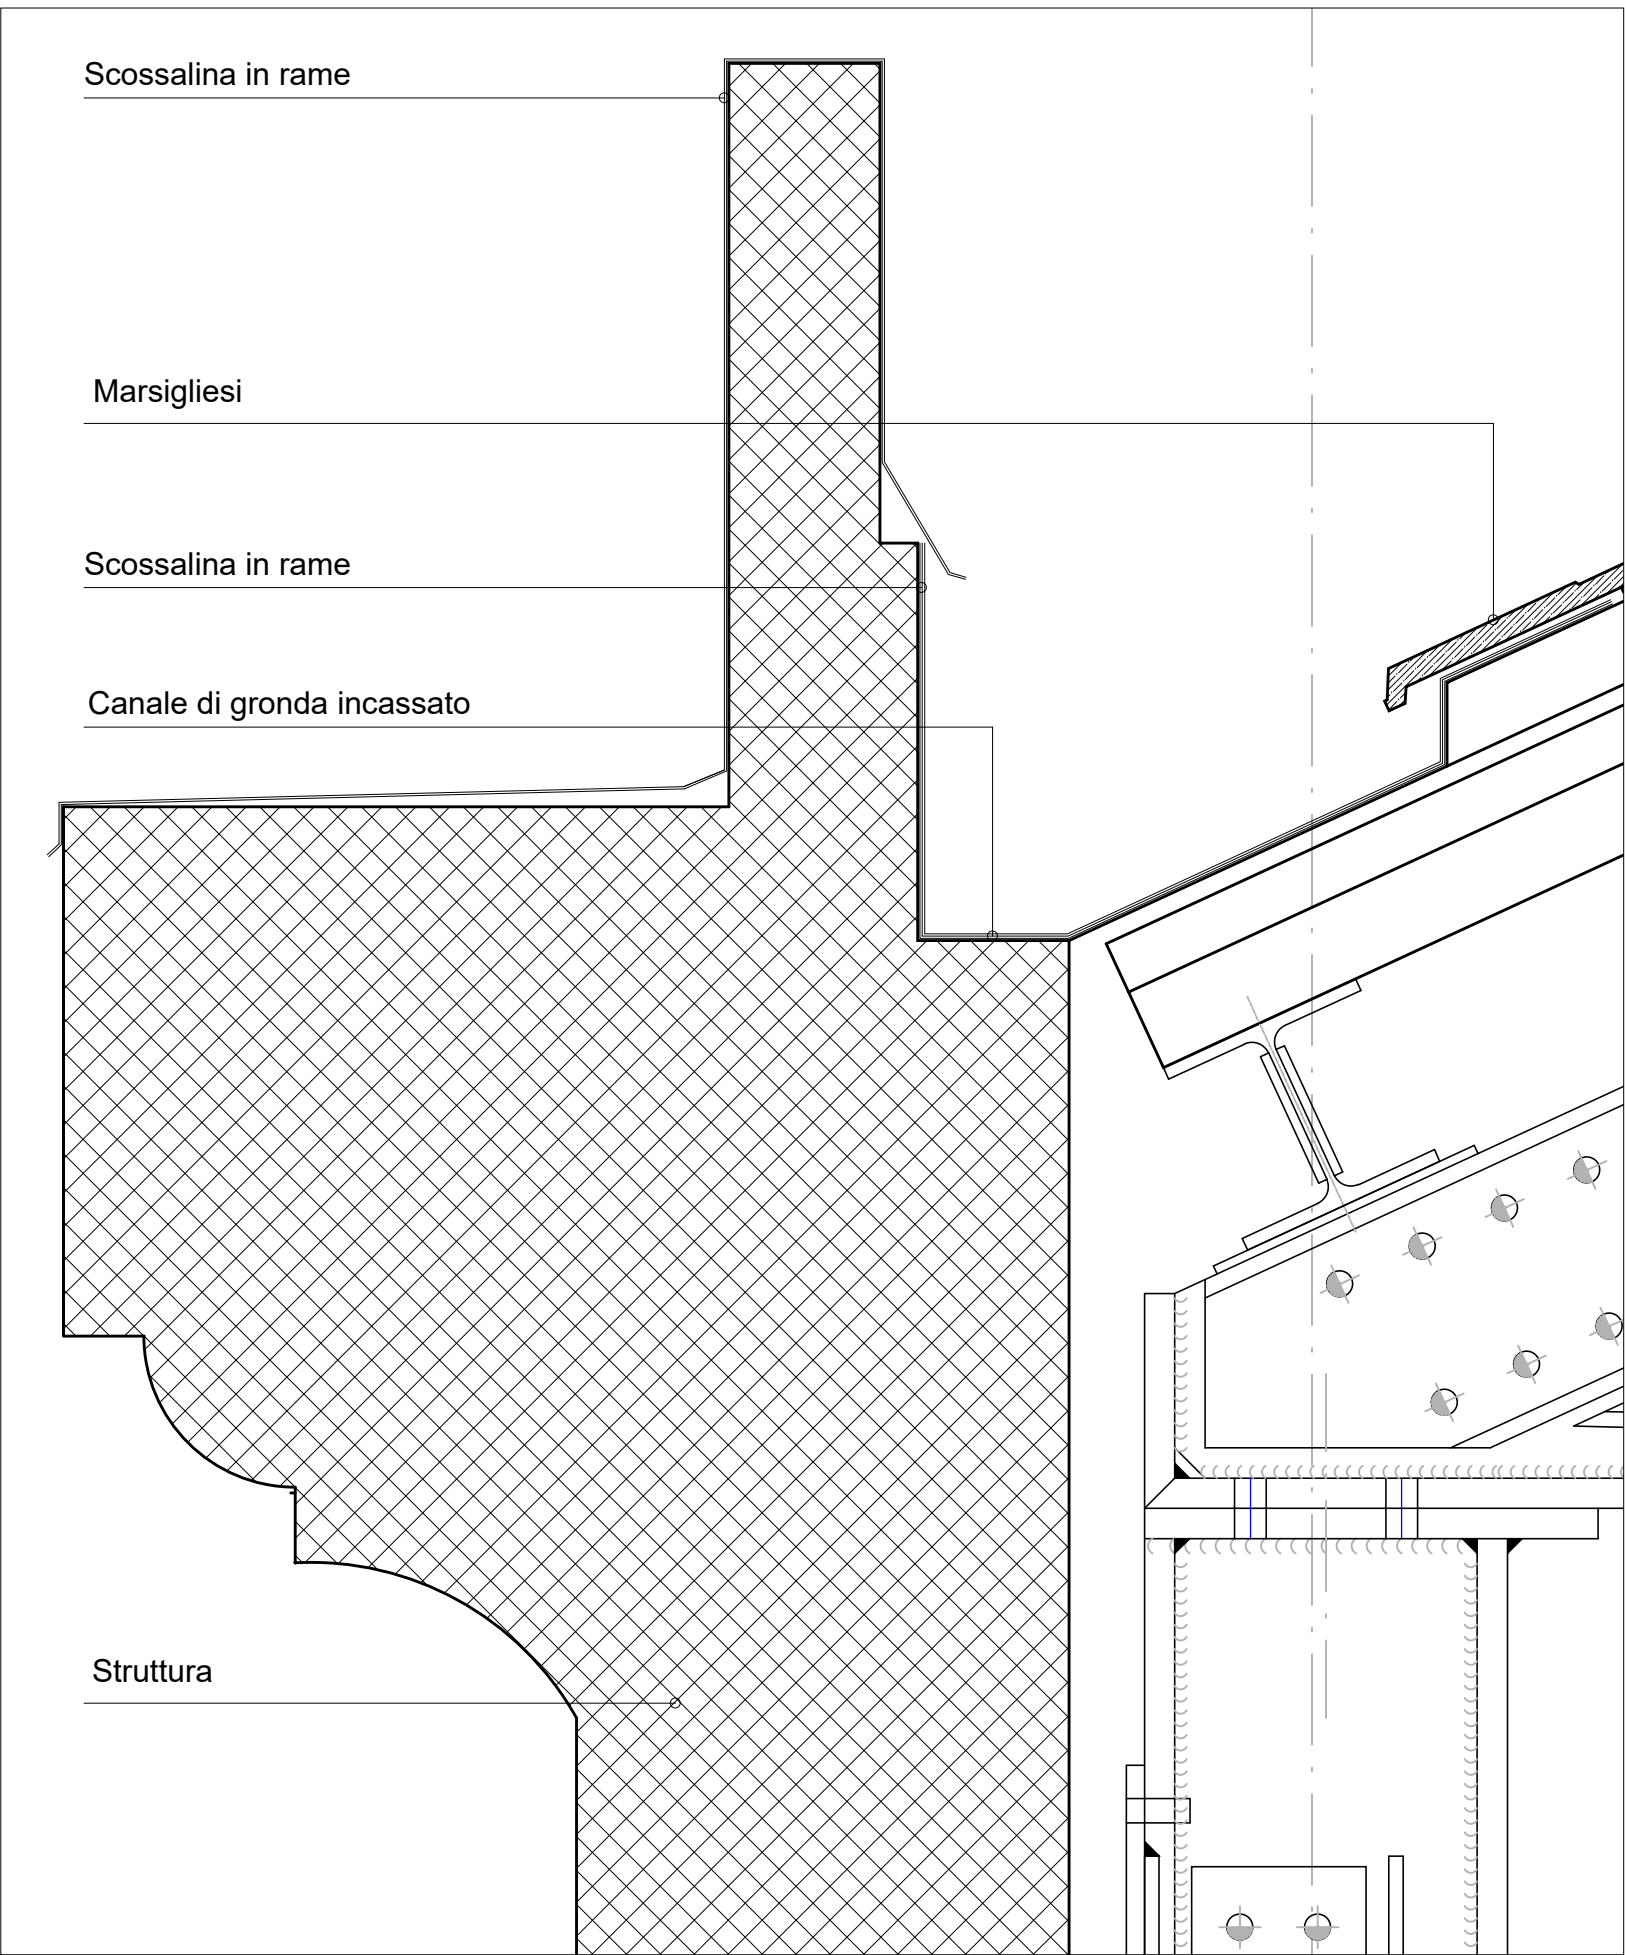 Scossalina in rame
Marsigliesi
Scossalina in rame
Canale di gronda incassato
Struttura